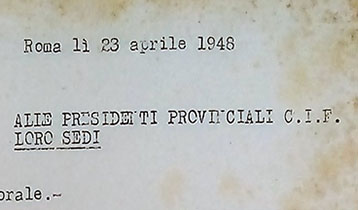 Roma lì 23 aprile 1948
ALLE PRESIDENTI PROVINCIALI C.I.F.
LORO SEDI
orale.-